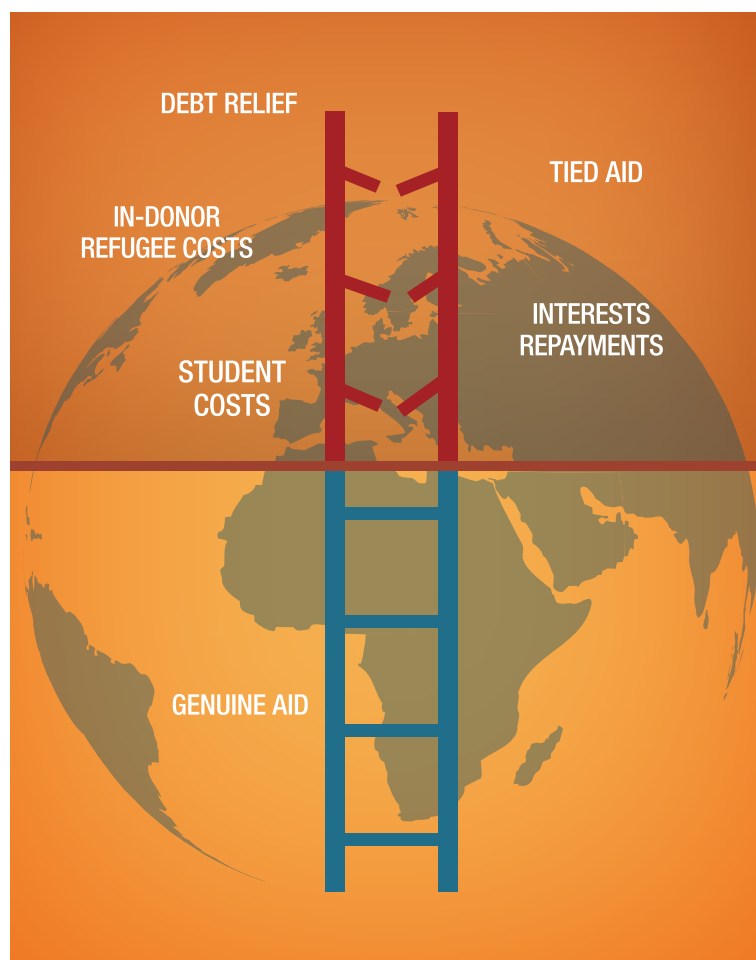 DEBT RELIEF
TIED AID
IN-DONOR
REFUGEE COSTS
INTERESTS
REPAYMENTS
STUDENT
COSTS
GENUINE AID